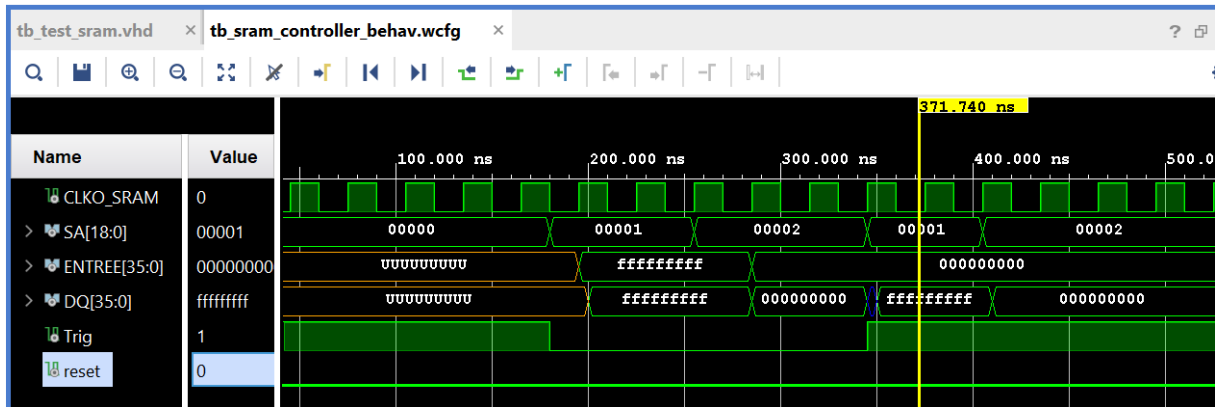 tb_test_sram.vhd × tb_sram_controller_behav.wcfg × ?
371.740 ns
Name Value 100.000 ns 200.000 ns 300.000 ns 400.000 ns 500.0
CLKO_SRAM 0
> SA[18:0] 00001 00000 00001 00002 00001 00002
> ENTREE[35:0] 00000000 UUUUUUUUU fffffffff 000000000
> DQ[35:0] fffffffff UUUUUUUUU fffffffff 000000000 fffffffff 000000000
Trig 1
reset 0